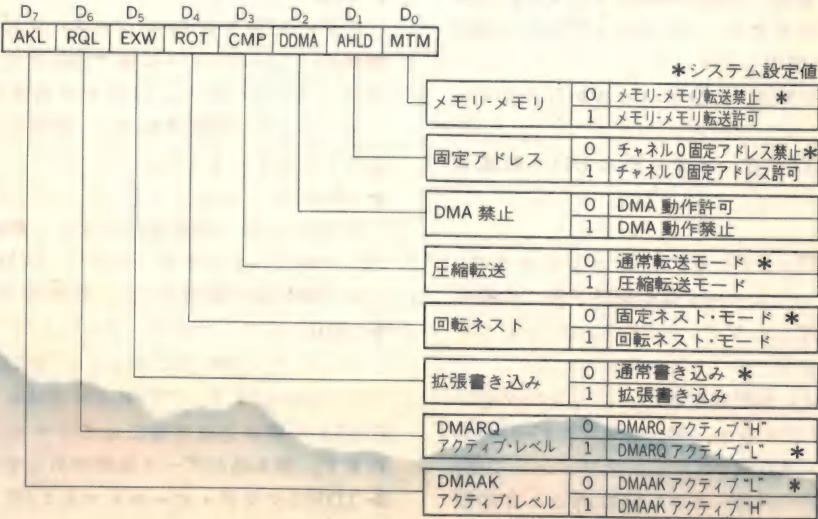 D₇ D₆ D₅ D₄ D₃ D₂ D₁ D₀
AKL RQL EXW ROT CMP DDMA AHLD MTM
*システム設定値
メモリ-メモリ 0 メモリ-メモリ転送禁止 *
1 メモリ-メモリ転送許可
固定アドレス 0 チャネル0固定アドレス禁止*
1 チャネル0固定アドレス許可
DMA 禁止 0 DMA 動作許可
1 DMA 動作禁止
圧縮転送 0 通常転送モード *
1 圧縮転送モード
回転ネスト 0 固定ネスト・モード *
1 回転ネスト・モード
拡張書き込み 0 通常書き込み *
1 拡張書き込み
DMARQ
アクティブ・レベル 0 DMARQ アクティブ "H"
1 DMARQ アクティブ "L" *
DMAAK
アクティブ・レベル 0 DMAAK アクティブ "L" *
1 DMAAK アクティブ "H"